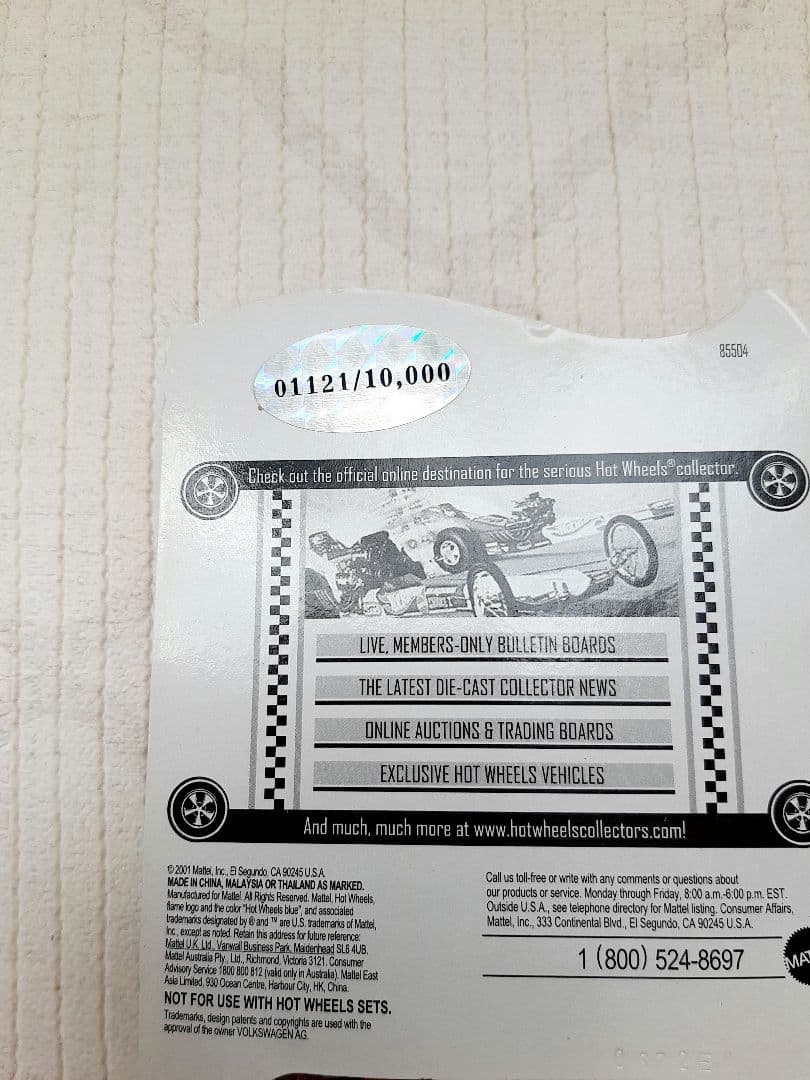 85504
01121/10,000
Check out the official online destination for the serious Hot Wheels® collector.
LIVE, MEMBERS-ONLY BULLETIN BOARDS
THE LATEST DIE-CAST COLLECTOR NEWS
ONLINE AUCTIONS & TRADING BOARDS
EXCLUSIVE HOT WHEELS VEHICLES
And much, much more at www.hotwheelscollectors.com!
© 2001 Mattel, Inc., El Segundo, CA 90245 U.S.A.
MADE IN CHINA, MALAYSIA OR THAILAND AS MARKED.
Manufactured for Mattel. All Rights Reserved. Mattel, Hot Wheels,
flame logo and the color "Hot Wheels blue", and associated
trademarks designated by ® and ™ are U.S. trademarks of Mattel,
Inc., except as noted. Retain this address for future reference:
Mattel U.K. Ltd., Vanwall Business Park, Maidenhead SL6 4UB.
Mattel Australia Pty., Ltd., Richmond, Victoria 3121. Consumer
Advisory Service 1800 800 812 (valid only in Australia). Mattel East
Asia Limited, 930 Ocean Centre, Harbour City, HK, China.
NOT FOR USE WITH HOT WHEELS SETS.
Trademarks, design patents and copyrights are used with the
approval of the owner VOLKSWAGEN AG.
Call us toll-free or write with any comments or questions about
our products or service. Monday through Friday, 8:00 a.m.-6:00 p.m. EST.
Outside U.S.A., see telephone directory for Mattel listing. Consumer Affairs,
Mattel, Inc., 333 Continental Blvd., El Segundo, CA 90245 U.S.A.
1 (800) 524-8697
MAT